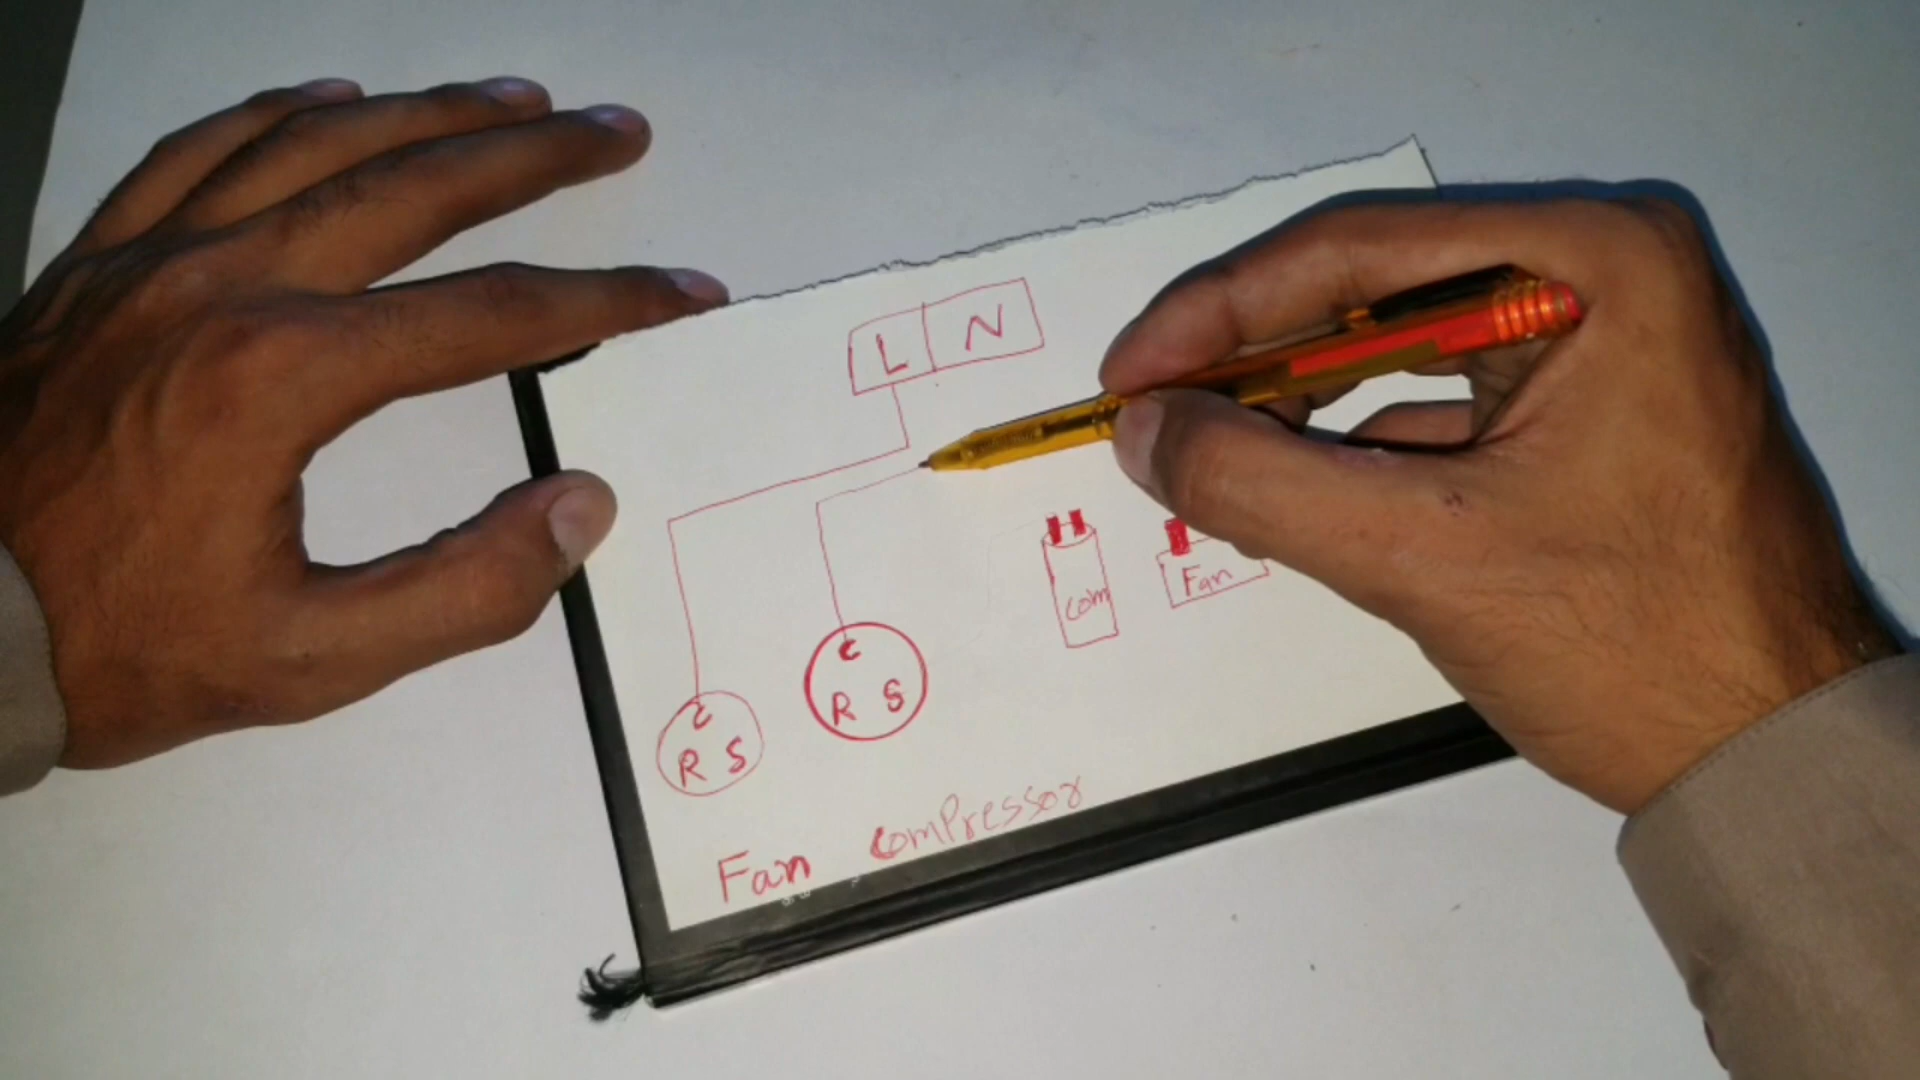 L N
com
Fan
C
R S
C
R S
Fan compressor